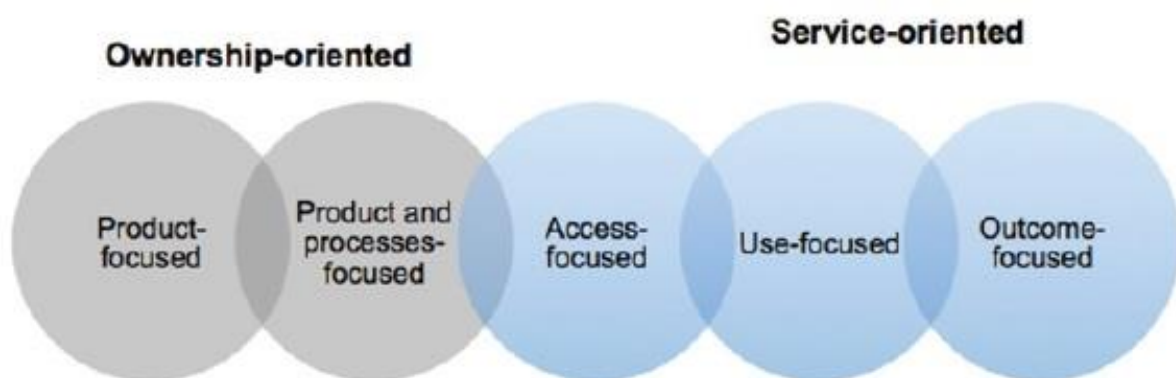 Ownership-oriented
Service-oriented
Product-
focused
Product and
processes-
focused
Access-
focused
Use-focused
Outcome-
focused